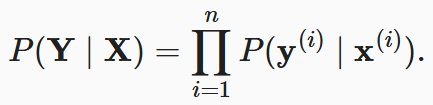 P(Y | X) = ∏_{i=1}^{n} P(y^{(i)} | x^{(i)}).